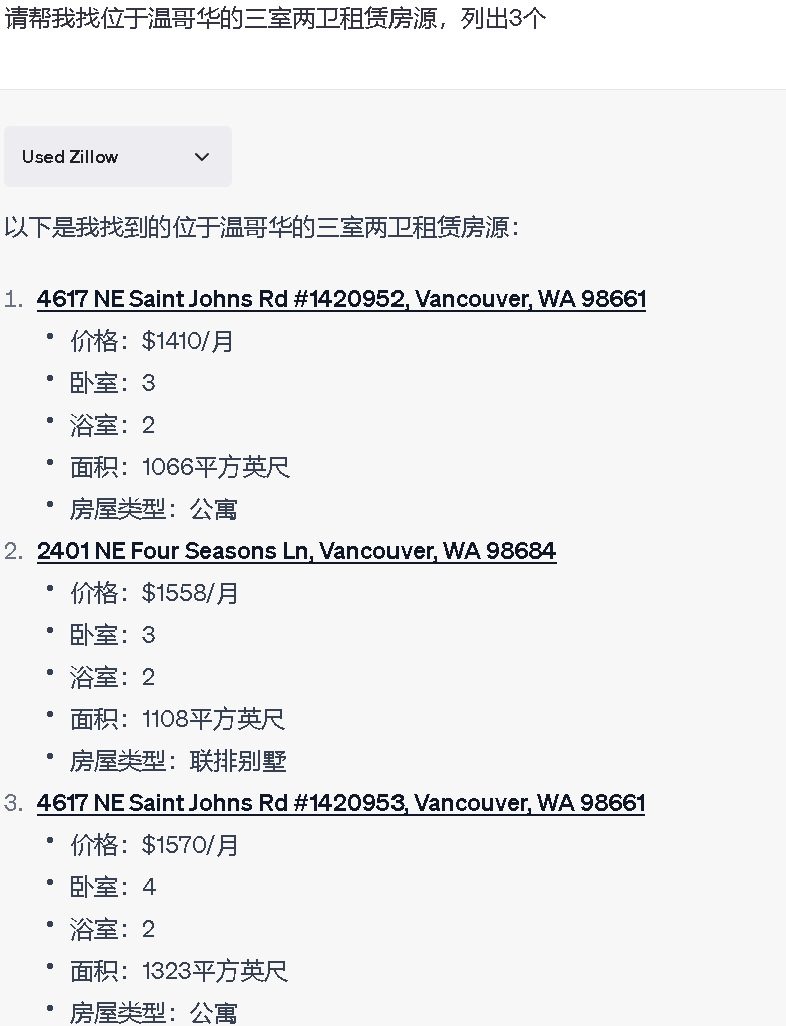 请帮我找位于温哥华的三室两卫租赁房源，列出3个
Used Zillow
以下是我找到的位于温哥华的三室两卫租赁房源：
1. 4617 NE Saint Johns Rd #1420952, Vancouver, WA 98661
• 价格：$1410/月
• 卧室：3
• 浴室：2
• 面积：1066平方英尺
• 房屋类型：公寓
2. 2401 NE Four Seasons Ln, Vancouver, WA 98684
• 价格：$1558/月
• 卧室：3
• 浴室：2
• 面积：1108平方英尺
• 房屋类型：联排别墅
3. 4617 NE Saint Johns Rd #1420953, Vancouver, WA 98661
• 价格：$1570/月
• 卧室：4
• 浴室：2
• 面积：1323平方英尺
• 房屋类型：公寓